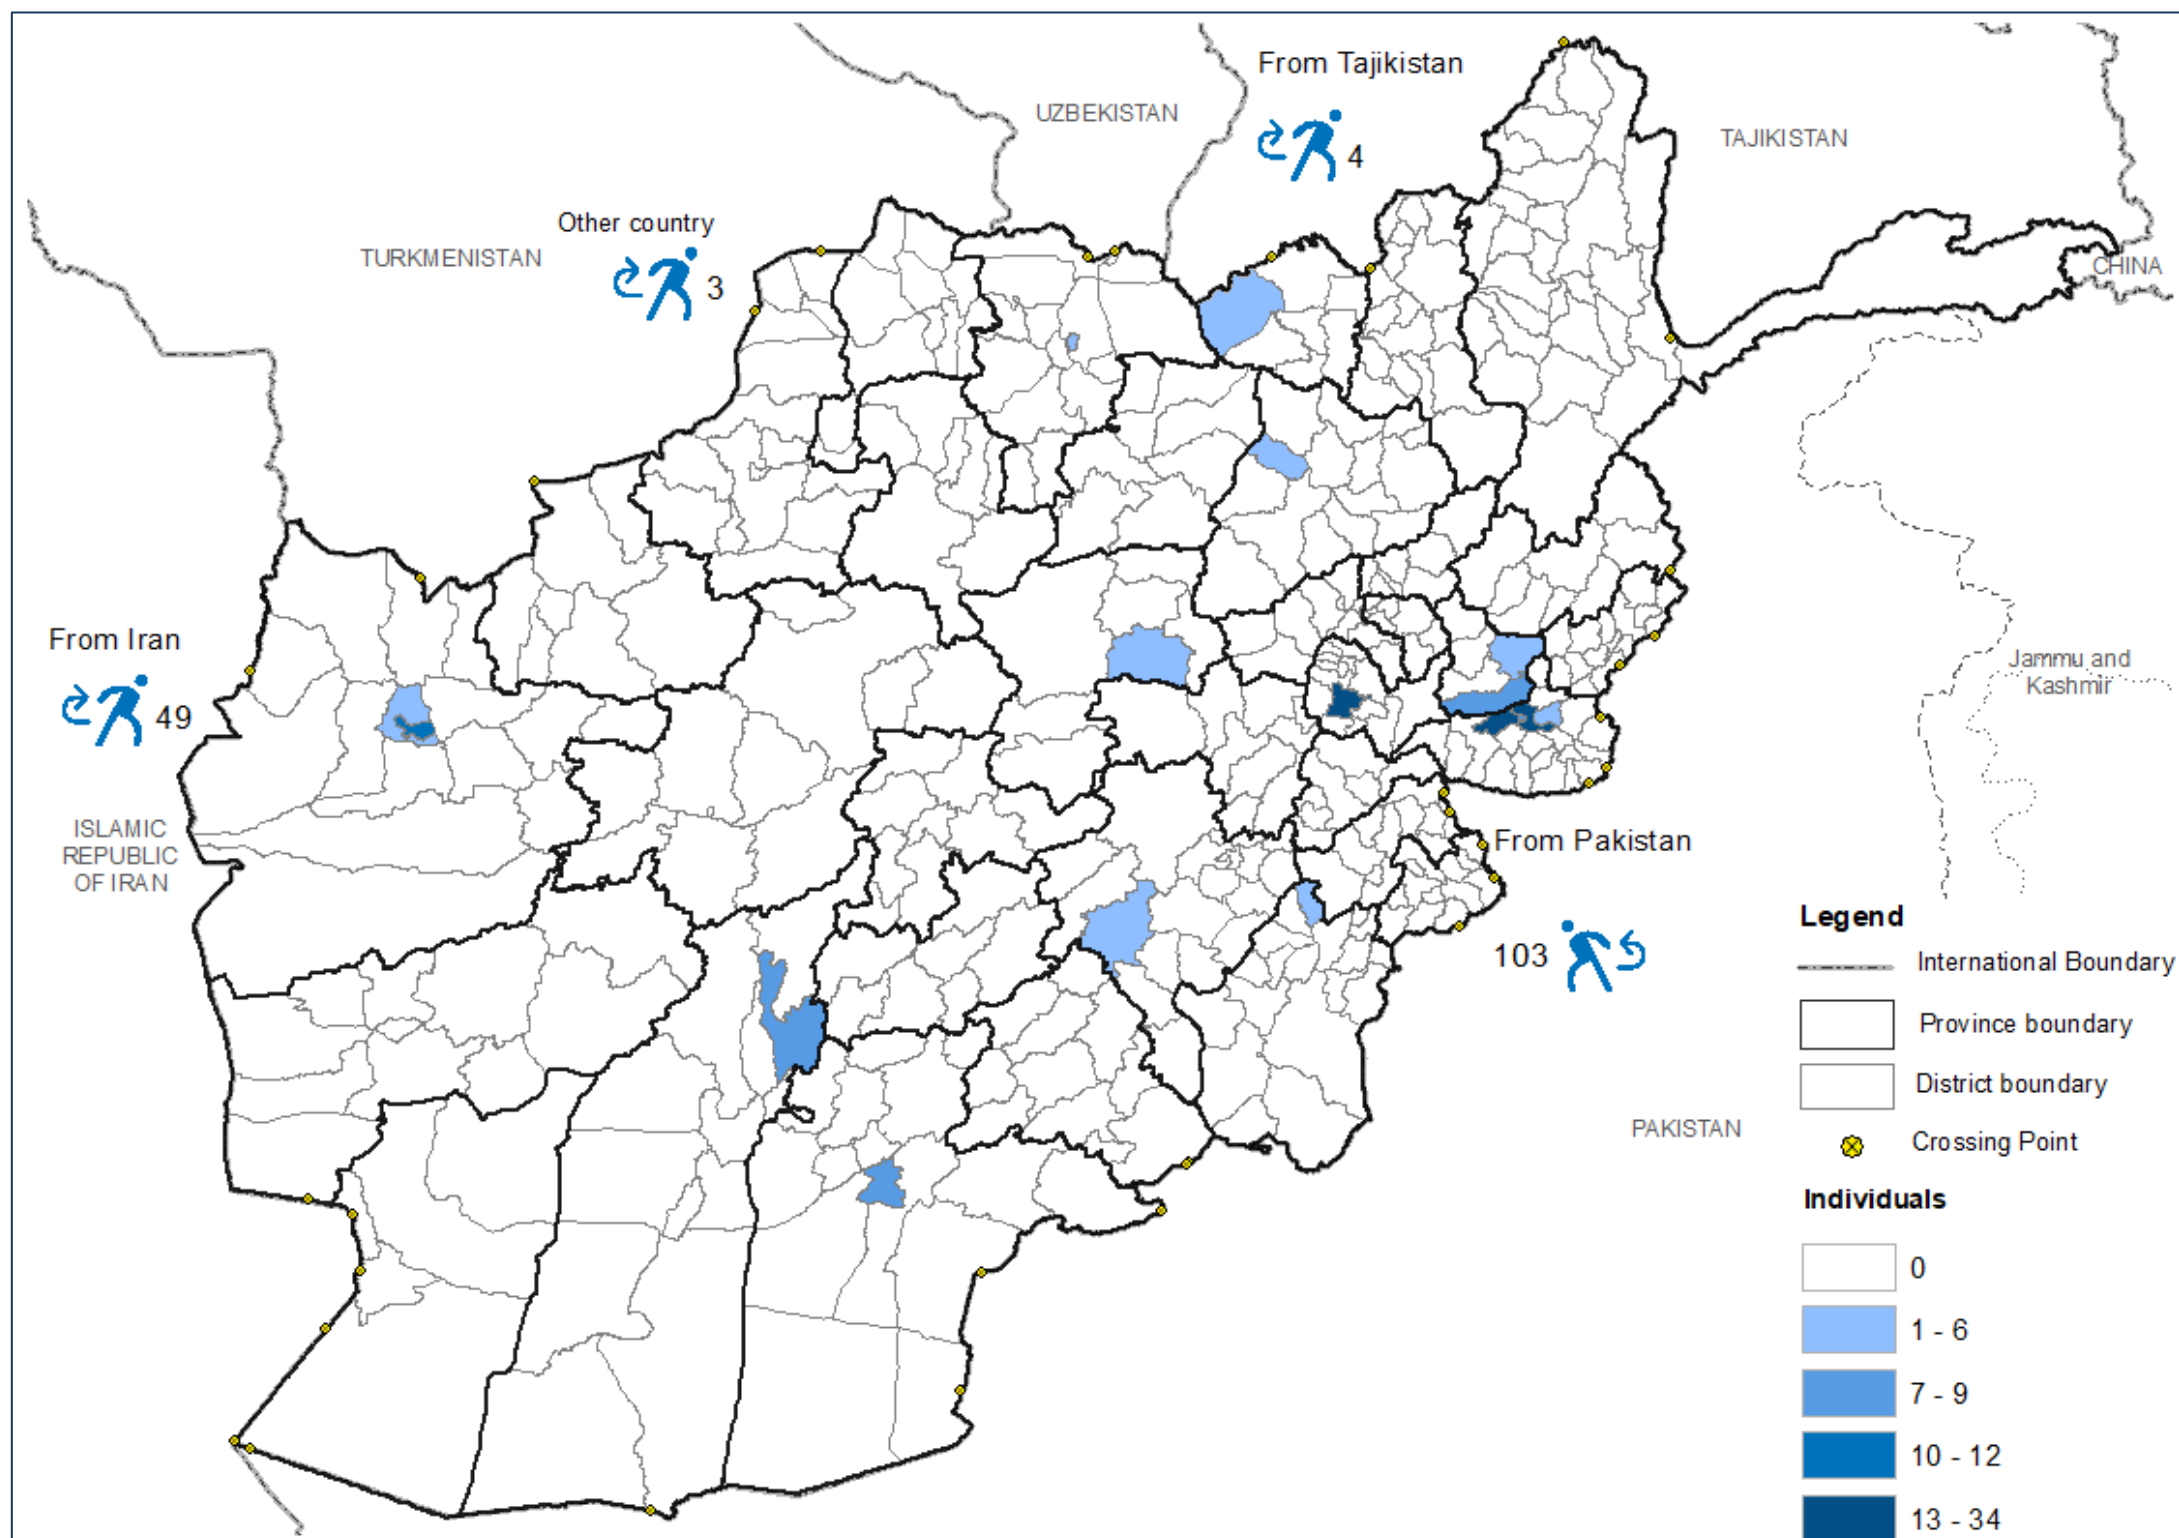 From Tajikistan
4
UZBEKISTAN
TAJIKISTAN
Other country
3
TURKMENISTAN
CHINA
From Iran
49
Jammu and
Kashmir
ISLAMIC
REPUBLIC
OF IRAN
From Pakistan
103
PAKISTAN
Legend
International Boundary
Province boundary
District boundary
Crossing Point
Individuals
0
1 - 6
7 - 9
10 - 12
13 - 34